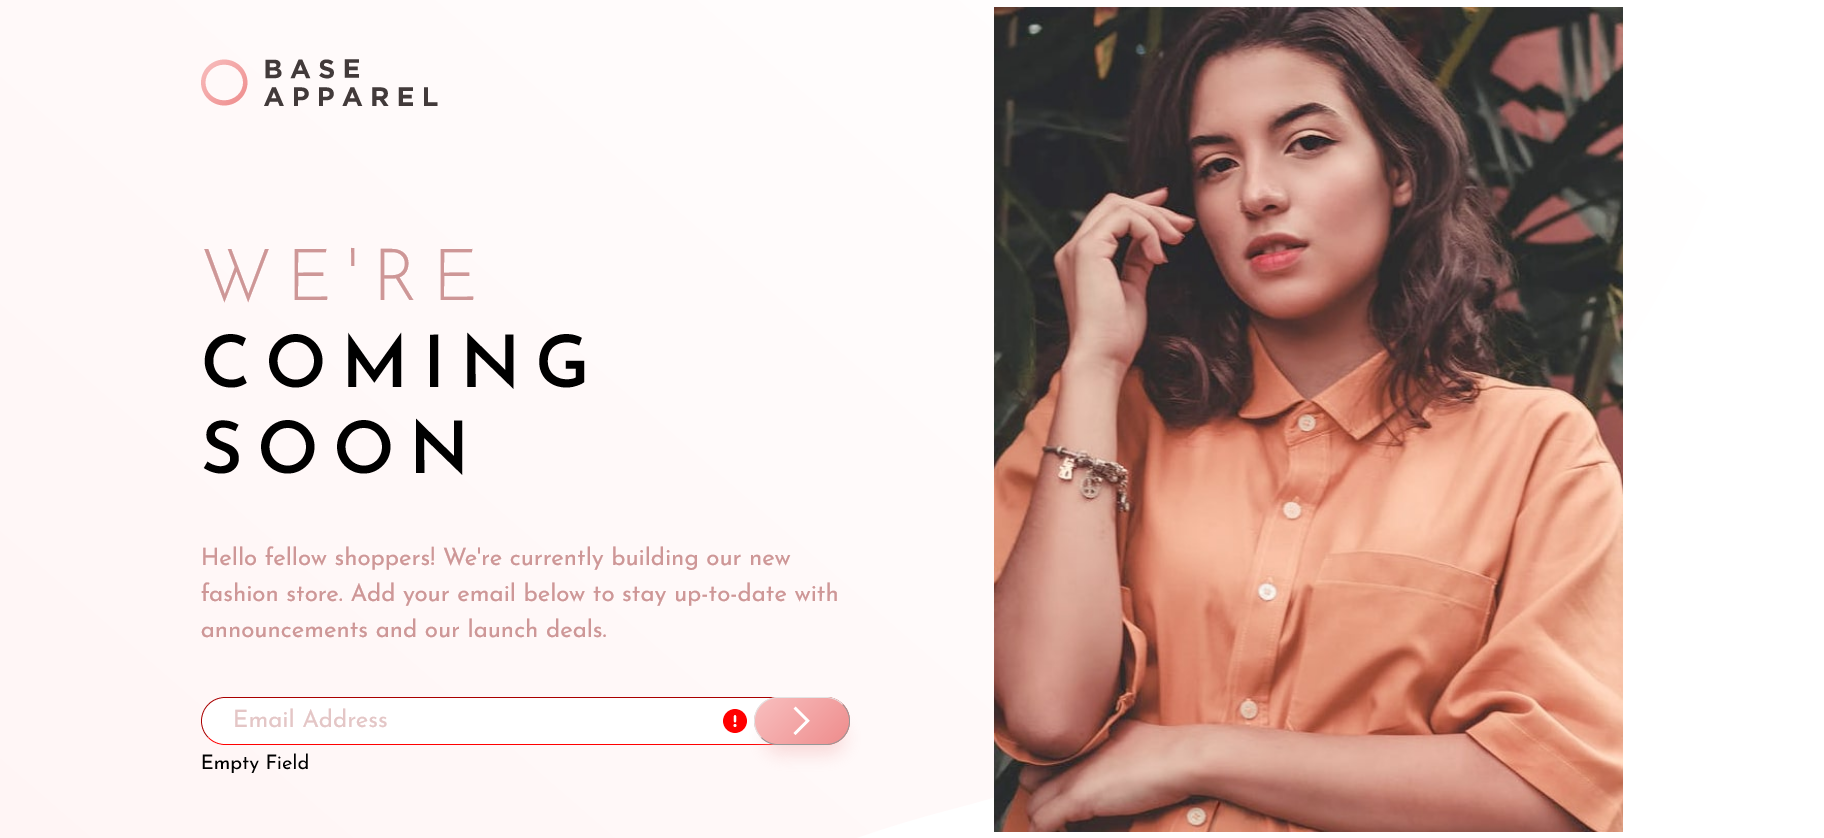 BASE
APPAREL
WE'RE
COMING
SOON
Hello fellow shoppers! We're currently building our new
fashion store. Add your email below to stay up-to-date with
announcements and our launch deals.
Email Address
Empty Field